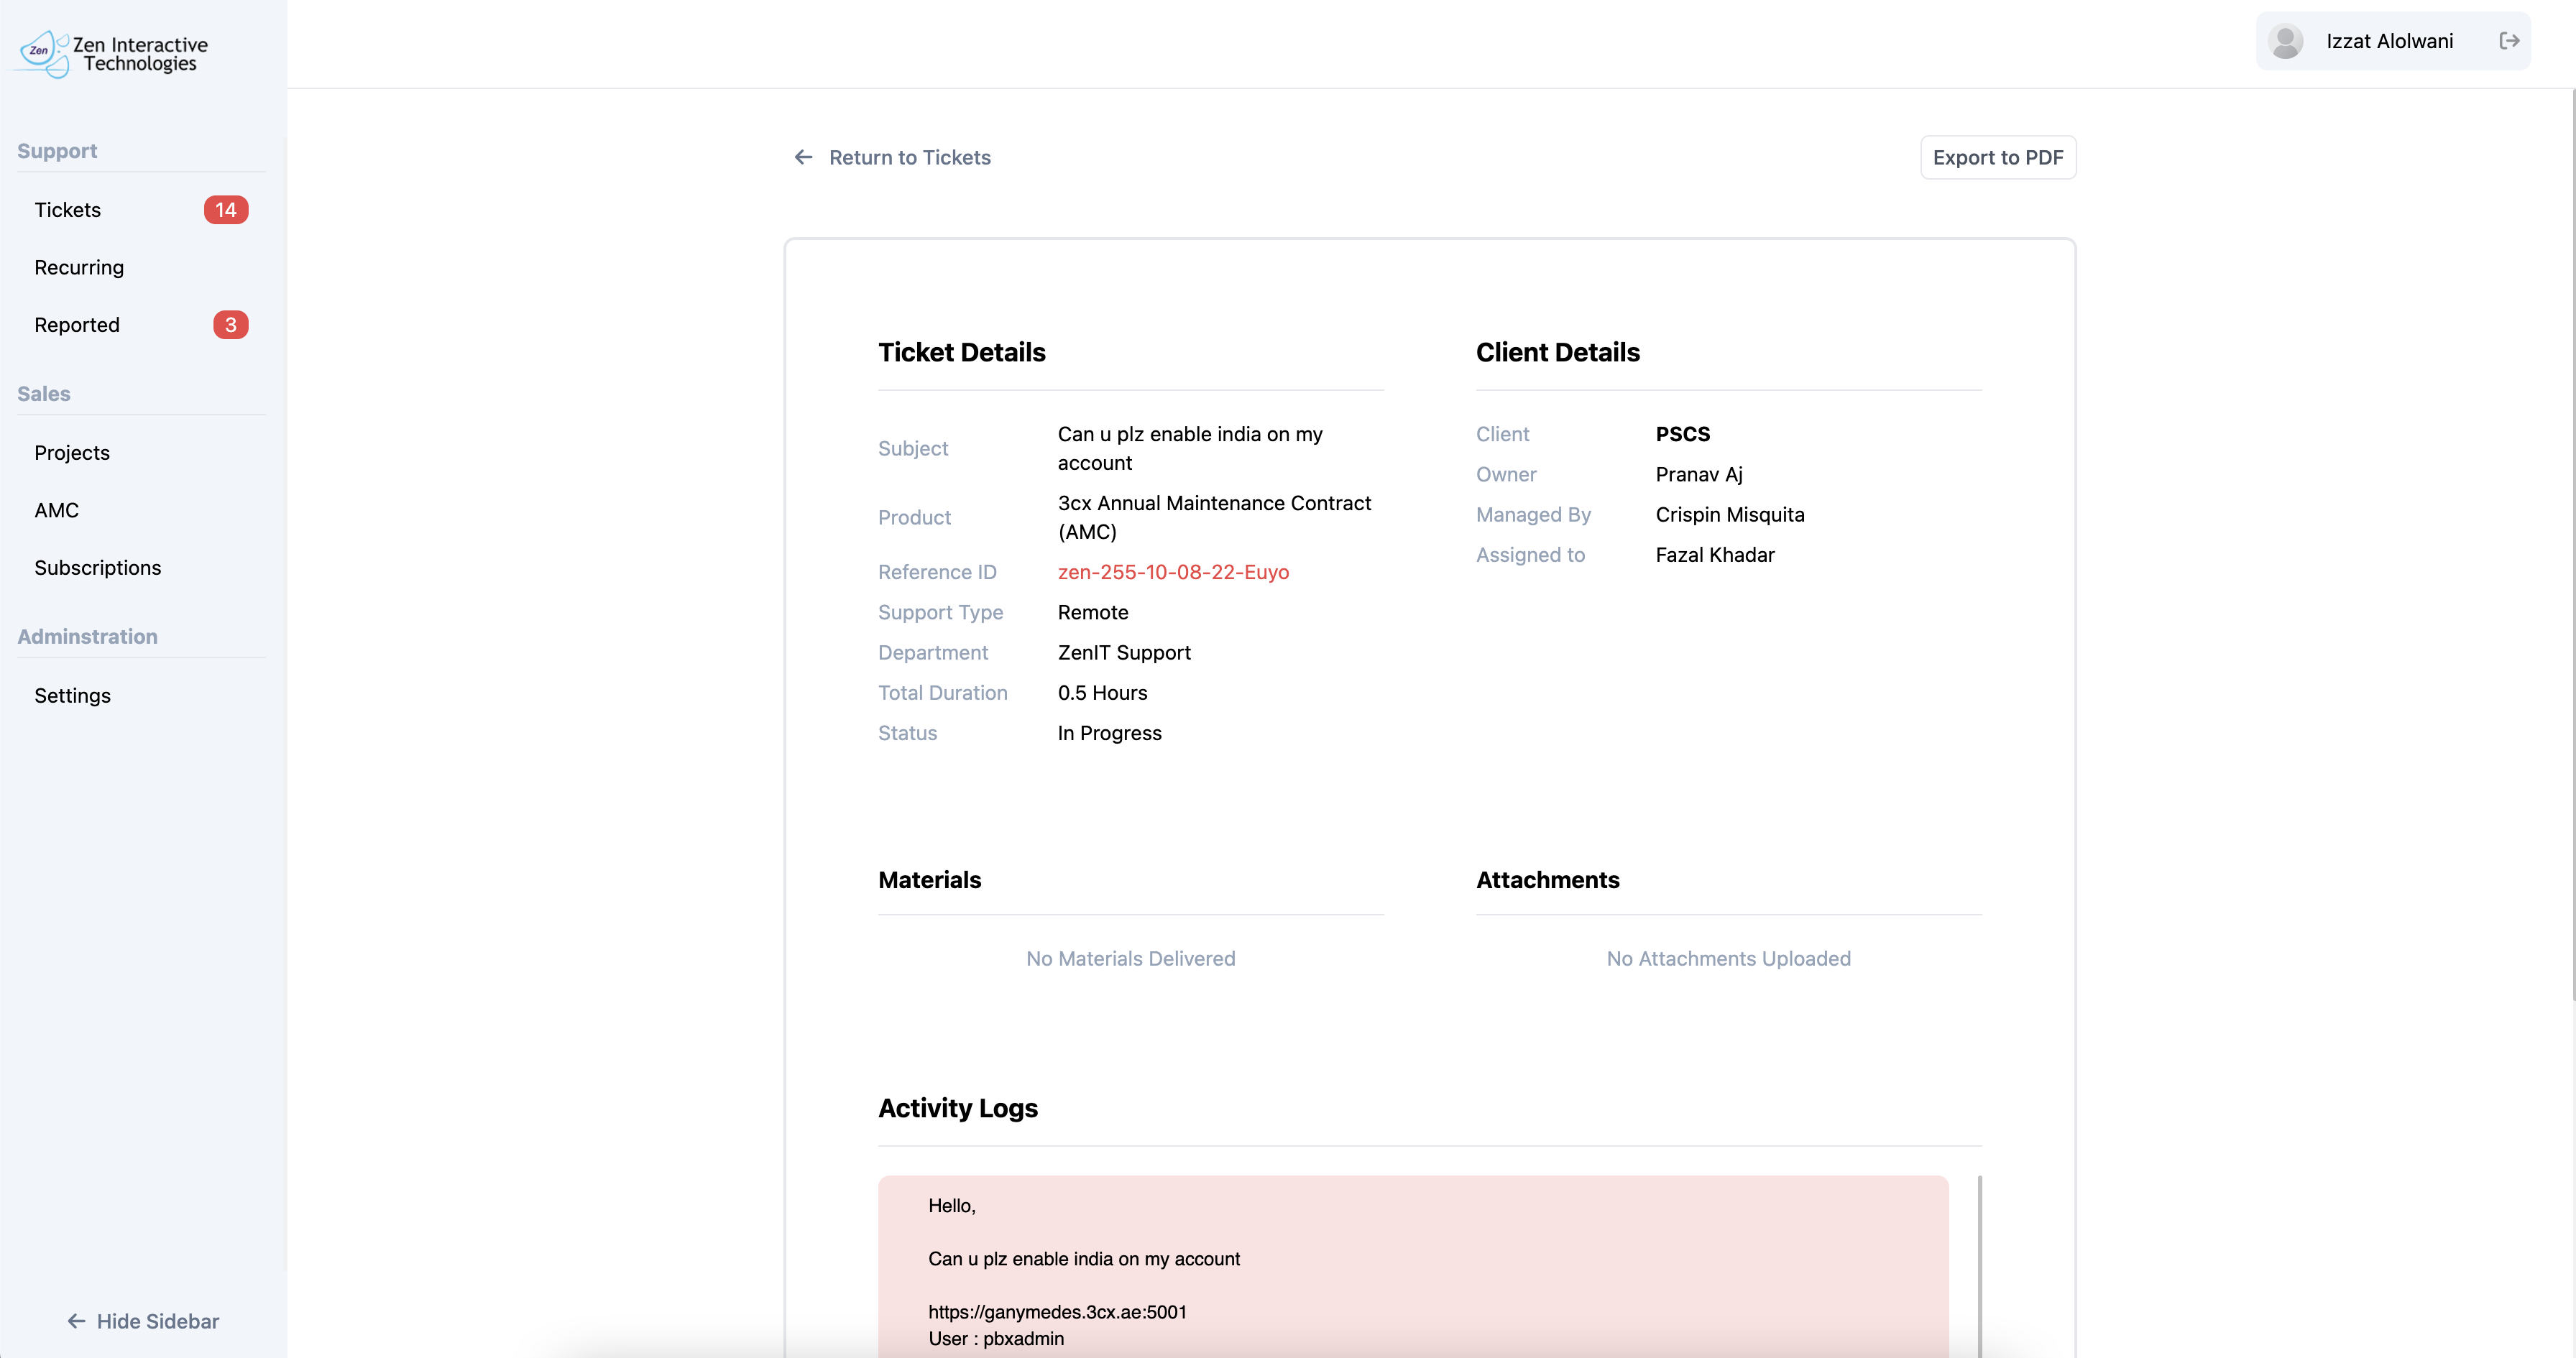 Zen
Zen Interactive
Technologies
Izzat Alolwani
Support
Tickets 14
Recurring
Reported 3
Sales
Projects
AMC
Subscriptions
Adminstration
Settings
Hide Sidebar
Return to Tickets
Export to PDF
Ticket Details
Subject Can u plz enable india on my
account
Product 3cx Annual Maintenance Contract
(AMC)
Reference ID zen-255-10-08-22-Euyo
Support Type Remote
Department ZenIT Support
Total Duration 0.5 Hours
Status In Progress
Client Details
Client PSCS
Owner Pranav Aj
Managed By Crispin Misquita
Assigned to Fazal Khadar
Materials
No Materials Delivered
Attachments
No Attachments Uploaded
Activity Logs
Hello,
Can u plz enable india on my account
https://ganymedes.3cx.ae:5001
User : pbxadmin